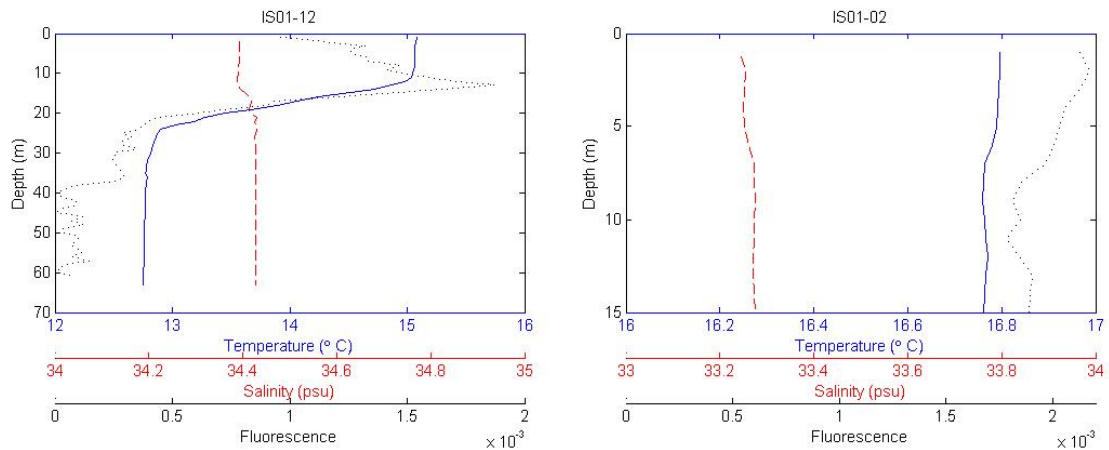 IS01-12
0
10
20
30
40
50
60
70
Depth (m)
12 13 14 15 16
Temperature (° C)
34 34.2 34.4 34.6 34.8 35
Salinity (psu)
0 0.5 1 1.5 2
Fluorescence
x 10⁻³
IS01-02
0
5
10
15
Depth (m)
16 16.2 16.4 16.6 16.8 17
Temperature (° C)
33 33.2 33.4 33.6 33.8 34
Salinity (psu)
0 0.5 1 1.5 2
Fluorescence
x 10⁻³